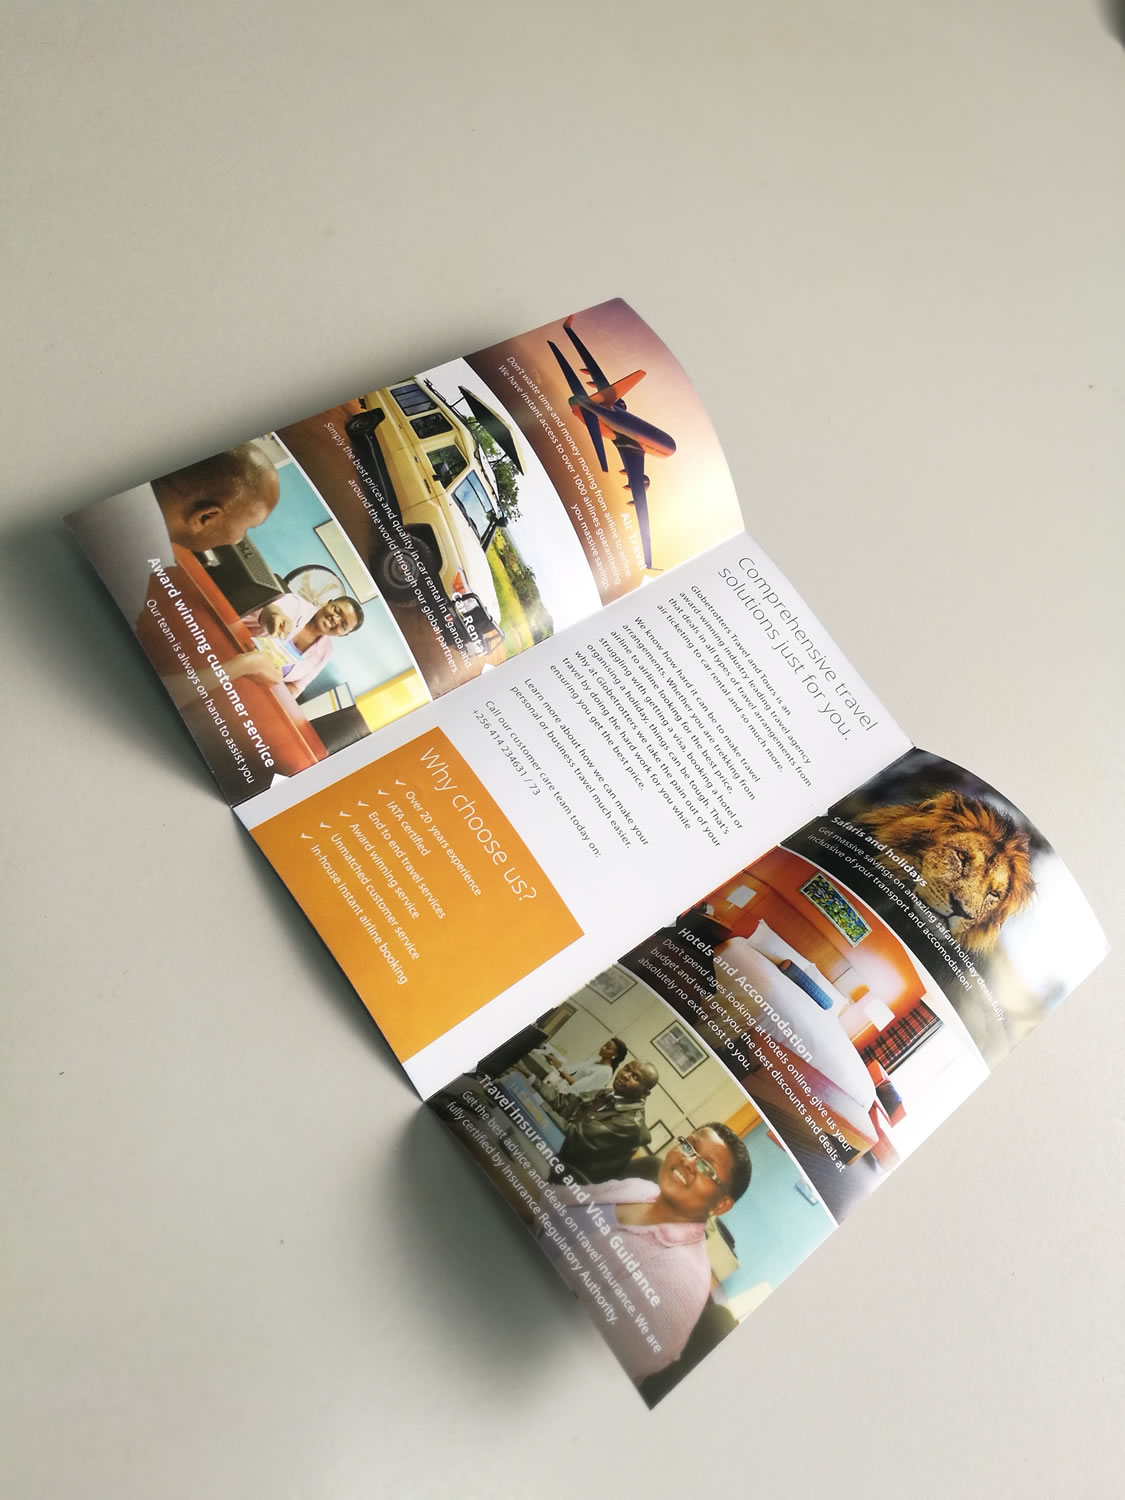 Air Travel
Don't waste time and money moving from airline to airline.
We have instant access to over 1000 airlines guaranteeing
you massive savings
Car Rental
Simply the best prices and quality in car rental in Uganda and
around the world through our global partners.
Award winning customer service
Our team is always on hand to assist you
Comprehensive travel
solutions just for you.
Globetrotters Travel and Tours is an
award-winning industry leading travel agency
that deals in all types of travel arrangements from
air ticketing to car rental and so much more.
We know how hard it can be to make travel
arrangements. Whether you are trekking from
airline to airline looking for the best price,
struggling with getting a visa, booking a hotel or
organising a holiday, things can be tough. That's
why at Globetrotters we take the pain out of your
travel by doing the hard work for you while
ensuring you get the best price.
Learn more about how we can make your
personal or business travel much easier.
Call our customer care team today on:
+256 414 234631 / 73
Why choose us?
✓ Over 20 years experience
✓ IATA certified
✓ End to end travel services
✓ Award winning service
✓ Unmatched customer service
✓ In-house instant airline booking
Safaris and holidays
Get massive savings on amazing safari holiday deals fully
inclussive of your transport and accomodation!
Hotels and Accomodation
Don't spend ages looking at hotels online, give us your
budget and we'll get you the best discounts and deals at
absolutely no extra cost to you.
Travel Insurance and Visa Guidance
Get the best advice and deals on travel insurance. We are
fully certified by Insurance Regulatory Authority.